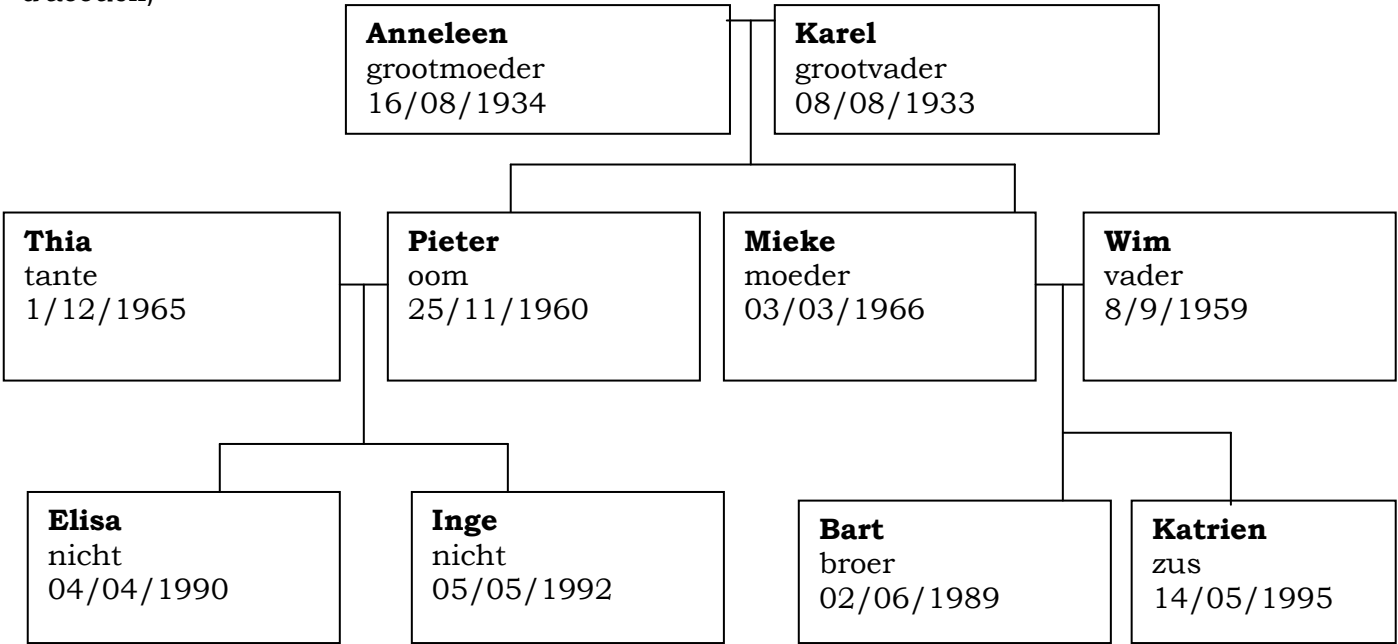 Anneleen
grootmoeder
16/08/1934
Karel
grootvader
08/08/1933
Thia
tante
1/12/1965
Pieter
oom
25/11/1960
Mieke
moeder
03/03/1966
Wim
vader
8/9/1959
Elisa
nicht
04/04/1990
Inge
nicht
05/05/1992
Bart
broer
02/06/1989
Katrien
zus
14/05/1995